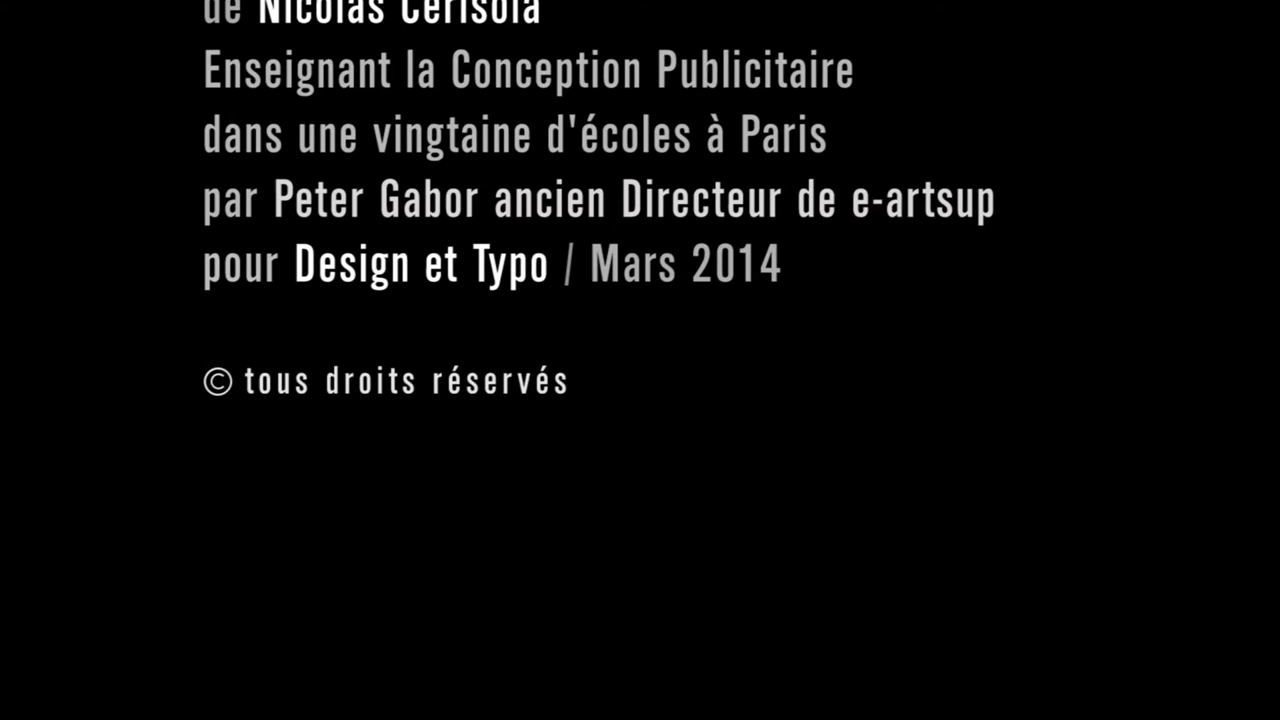 de Nicolas Cerisola
Enseignant la Conception Publicitaire
dans une vingtaine d'écoles à Paris
par Peter Gabor ancien Directeur de e-artsup
pour Design et Typo / Mars 2014
© tous droits réservés